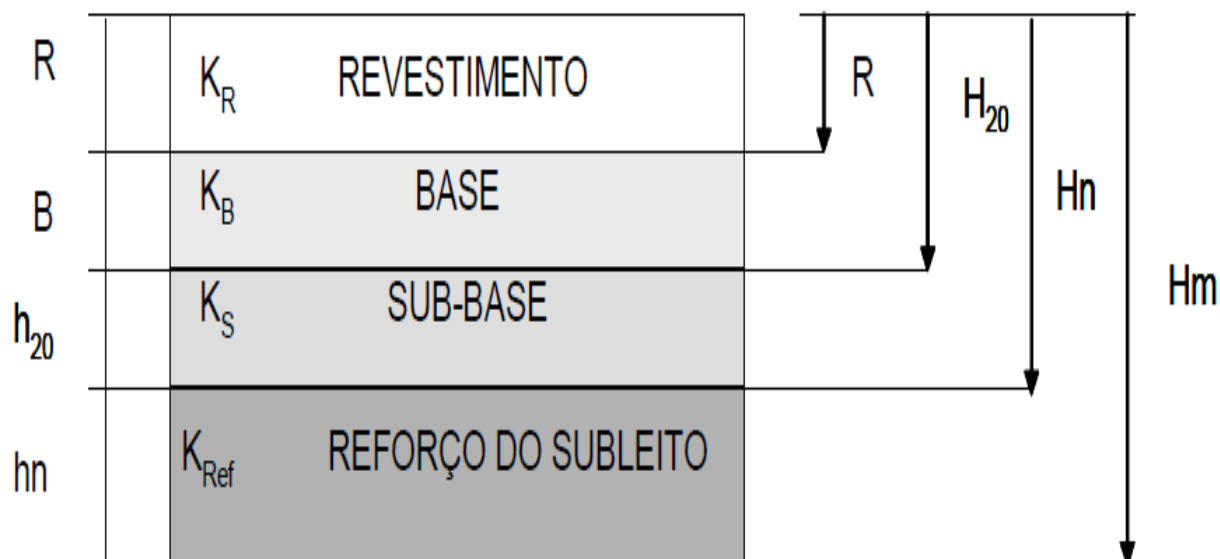 R K_R REVESTIMENTO R H_20
B K_B BASE Hn
h_20 K_S SUB-BASE Hm
hn K_Ref REFORÇO DO SUBLEITO